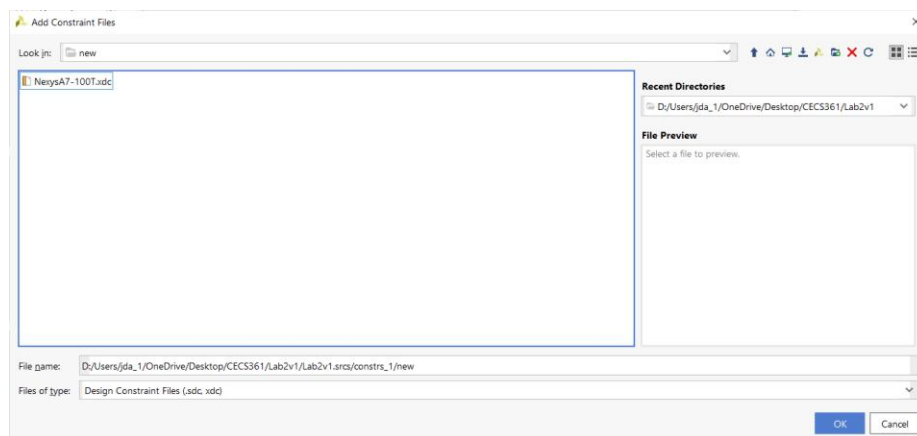 Add Constraint Files
Look in: new
NexysA7-100T.xdc
Recent Directories
D:/Users/jda_1/OneDrive/Desktop/CECS361/Lab2v1
File Preview
Select a file to preview.
File name: D:/Users/jda_1/OneDrive/Desktop/CECS361/Lab2v1/Lab2v1.srcs/constrs_1/new
Files of type: Design Constraint Files (.sdc, xdc)
OK Cancel